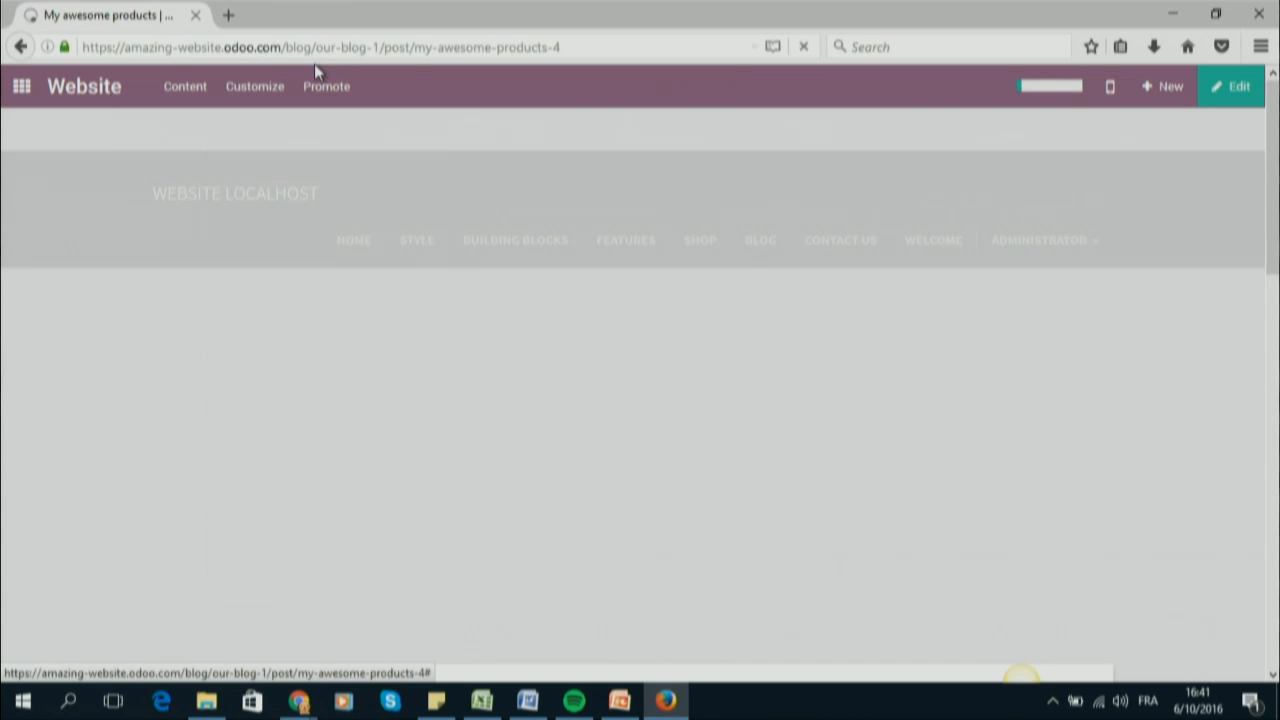 My awesome products | ...
https://amazing-website.odoo.com/blog/our-blog-1/post/my-awesome-products-4
Search
Website
Content
Customize
Promote
New
Edit
WEBSITE LOCALHOST
HOME
STYLE
BUILDING BLOCKS
FEATURES
SHOP
BLOG
CONTACT US
WELCOME
ADMINISTRATOR
https://amazing-website.odoo.com/blog/our-blog-1/post/my-awesome-products-4#
FRA
16:41
6/10/2016